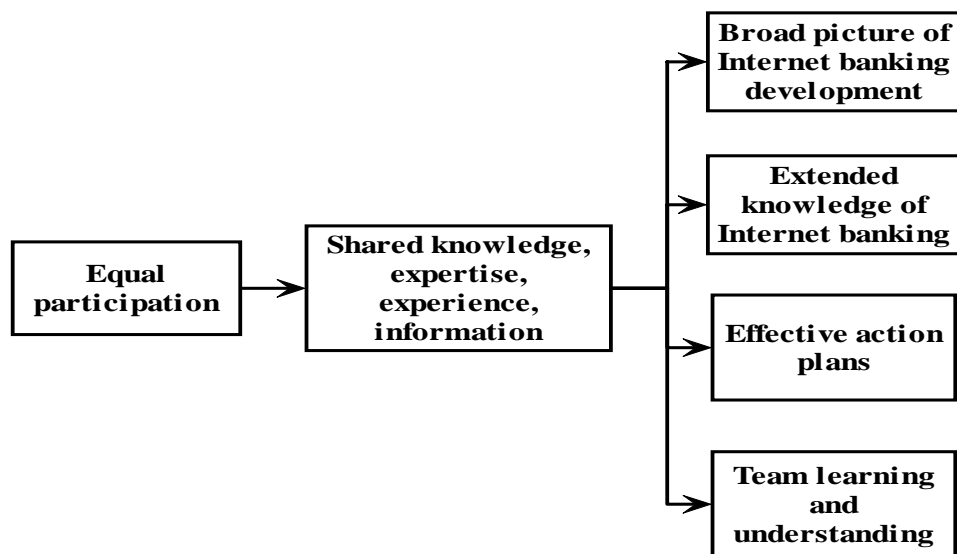 Equal
participation
Shared knowledge,
expertise,
experience,
information
Broad picture of
Internet banking
development
Extended
knowledge of
Internet banking
Effective action
plans
Team learning
and
understanding